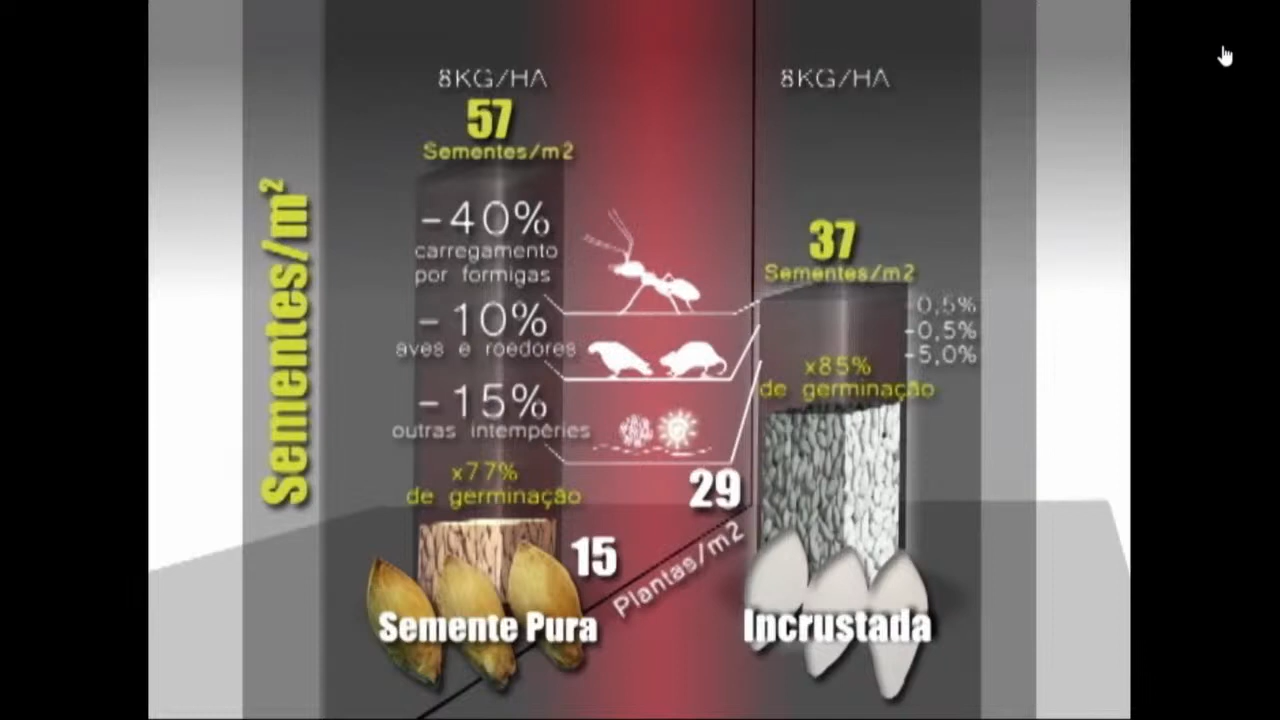 Sementes/m²
8KG/HA
57
Sementes/m2
-40%
carregamento
por formigas
-10%
aves e roedores
-15%
outras intempéries
x77%
de germinação
15
Semente Pura
Plantas/m2
29
8KG/HA
37
Sementes/m2
-0,5%
-0,5%
-5,0%
x85%
de germinação
Incrustada